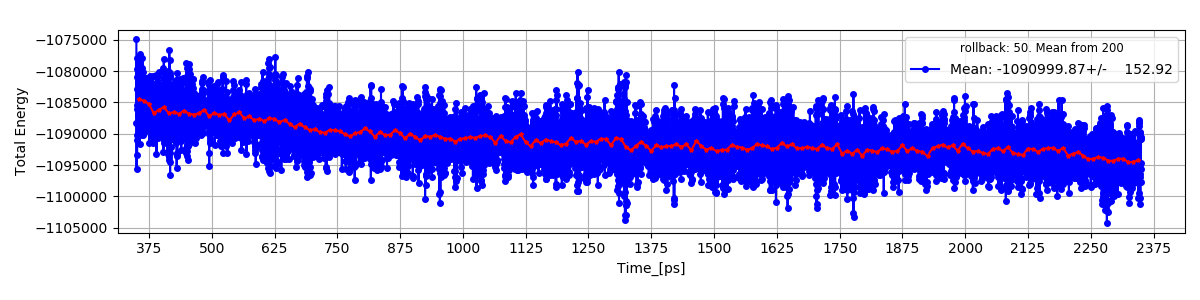 −1075000
−1080000
−1085000
−1090000
−1095000
−1100000
−1105000
Total Energy
rollback: 50. Mean from 200
Mean: -1090999.87+/- 152.92
375 500 625 750 875 1000 1125 1250 1375 1500 1625 1750 1875 2000 2125 2250 2375
Time_[ps]